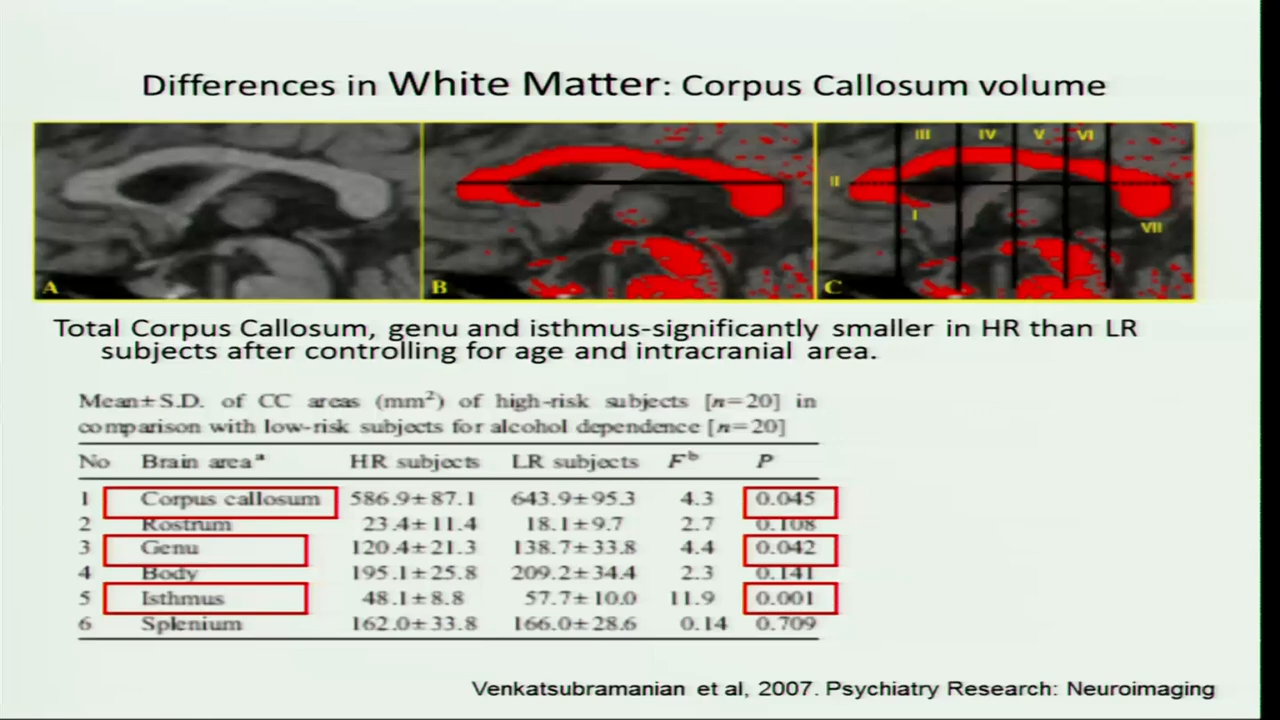 Differences in White Matter: Corpus Callosum volume
A
B
C
I
II
III
IV
V
VI
VII
Total Corpus Callosum, genu and isthmus-significantly smaller in HR than LR
subjects after controlling for age and intracranial area.
Mean±S.D. of CC areas (mm²) of high-risk subjects [n=20] in
comparison with low-risk subjects for alcohol dependence [n=20]
No Brain areaᵃ HR subjects LR subjects Fᵇ P
1 Corpus callosum 586.9±87.1 643.9±95.3 4.3 0.045
2 Rostrum 23.4±11.4 18.1±9.7 2.7 0.108
3 Genu 120.4±21.3 138.7±33.8 4.4 0.042
4 Body 195.1±25.8 209.2±34.4 2.3 0.141
5 Isthmus 48.1±8.8 57.7±10.0 11.9 0.001
6 Splenium 162.0±33.8 166.0±28.6 0.14 0.709
Venkatsubramanian et al, 2007. Psychiatry Research: Neuroimaging